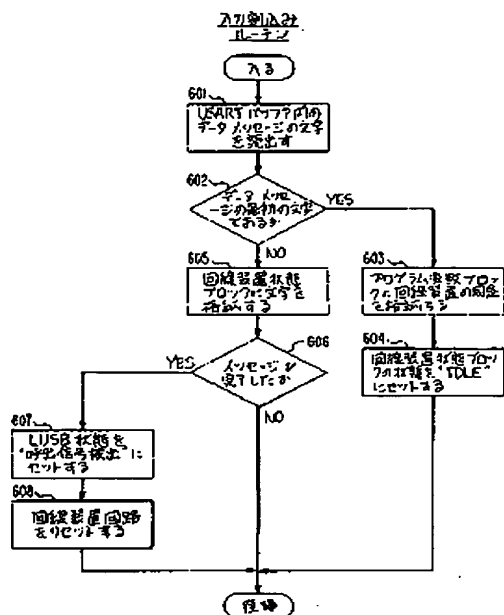 入力割込み
ルーチン
入る
601
USARTバッファ内の
データメッセージの文字
を読出す
602
データメッセ
ージの最初の文字
であるか
YES
NO
605
回線装置状態
ブロックに文字を
格納する
603
プログラム変数ブロッ
クに回線装置の
を格納する
606
メッセージは
完了したか
YES
NO
604
回線装置状態ブロッ
クの状態を"IDLE"
にセットする
607
LUSB状態を
"呼出信号検出"に
セットする
608
回線装置回路
をリセットする
復帰